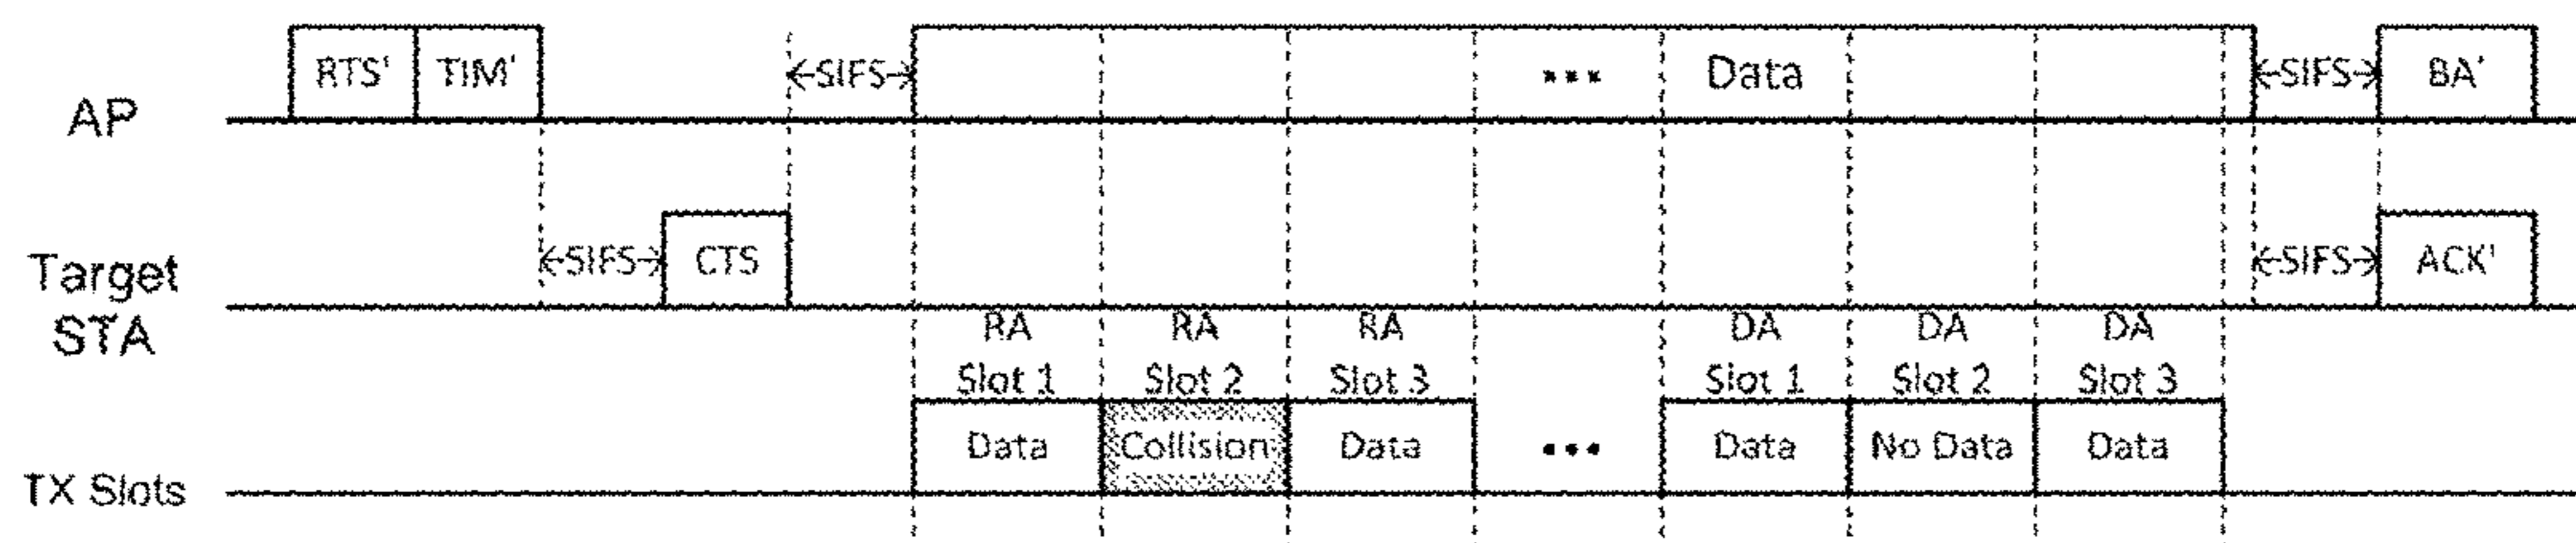 RTS' TIM' SIFS ... Data SIFS BA'
AP
SIFS CTS SIFS ACK'
Target
STA
RA RA RA DA DA DA
Slot 1 Slot 2 Slot 3 Slot 1 Slot 2 Slot 3
Data Collision Data ... Data No Data Data
TX Slots